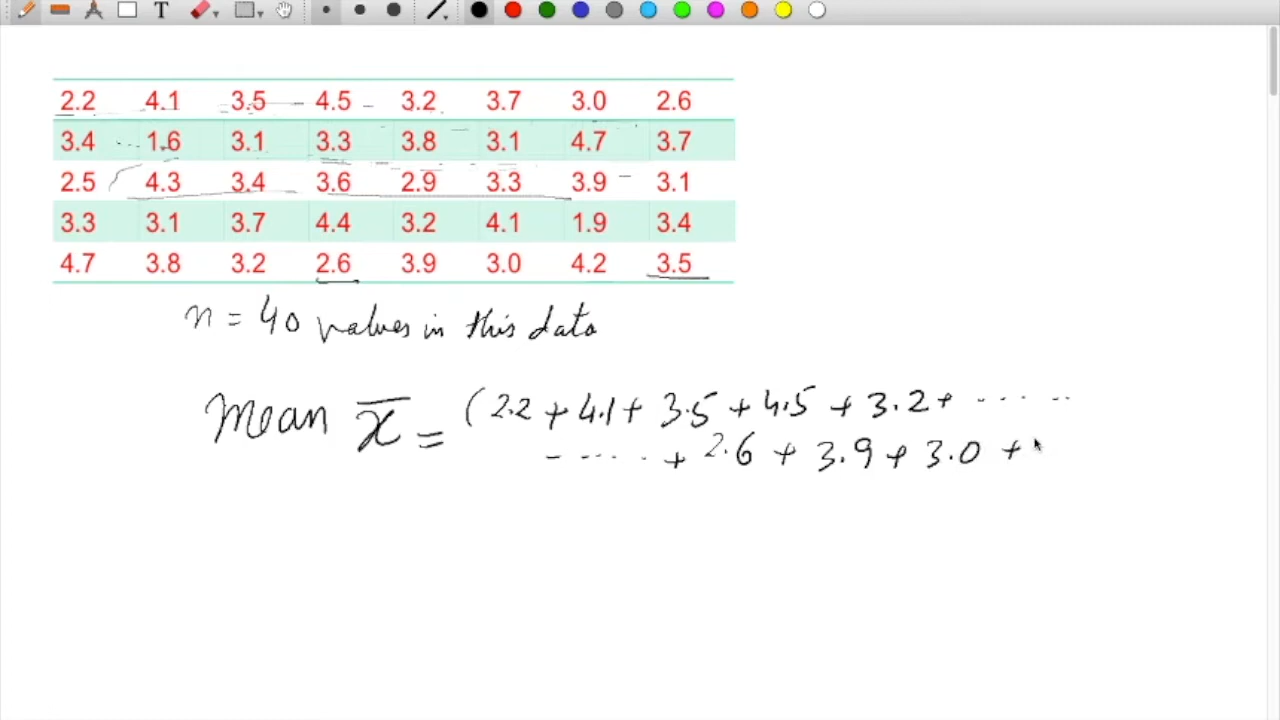 2.2 4.1 3.5 4.5 3.2 3.7 3.0 2.6
3.4 1.6 3.1 3.3 3.8 3.1 4.7 3.7
2.5 4.3 3.4 3.6 2.9 3.3 3.9 3.1
3.3 3.1 3.7 4.4 3.2 4.1 1.9 3.4
4.7 3.8 3.2 2.6 3.9 3.0 4.2 3.5
n = 40 values in this data
Mean x̅ = (2.2 + 4.1 + 3.5 + 4.5 + 3.2 + ......
...... + 2.6 + 3.9 + 3.0 +